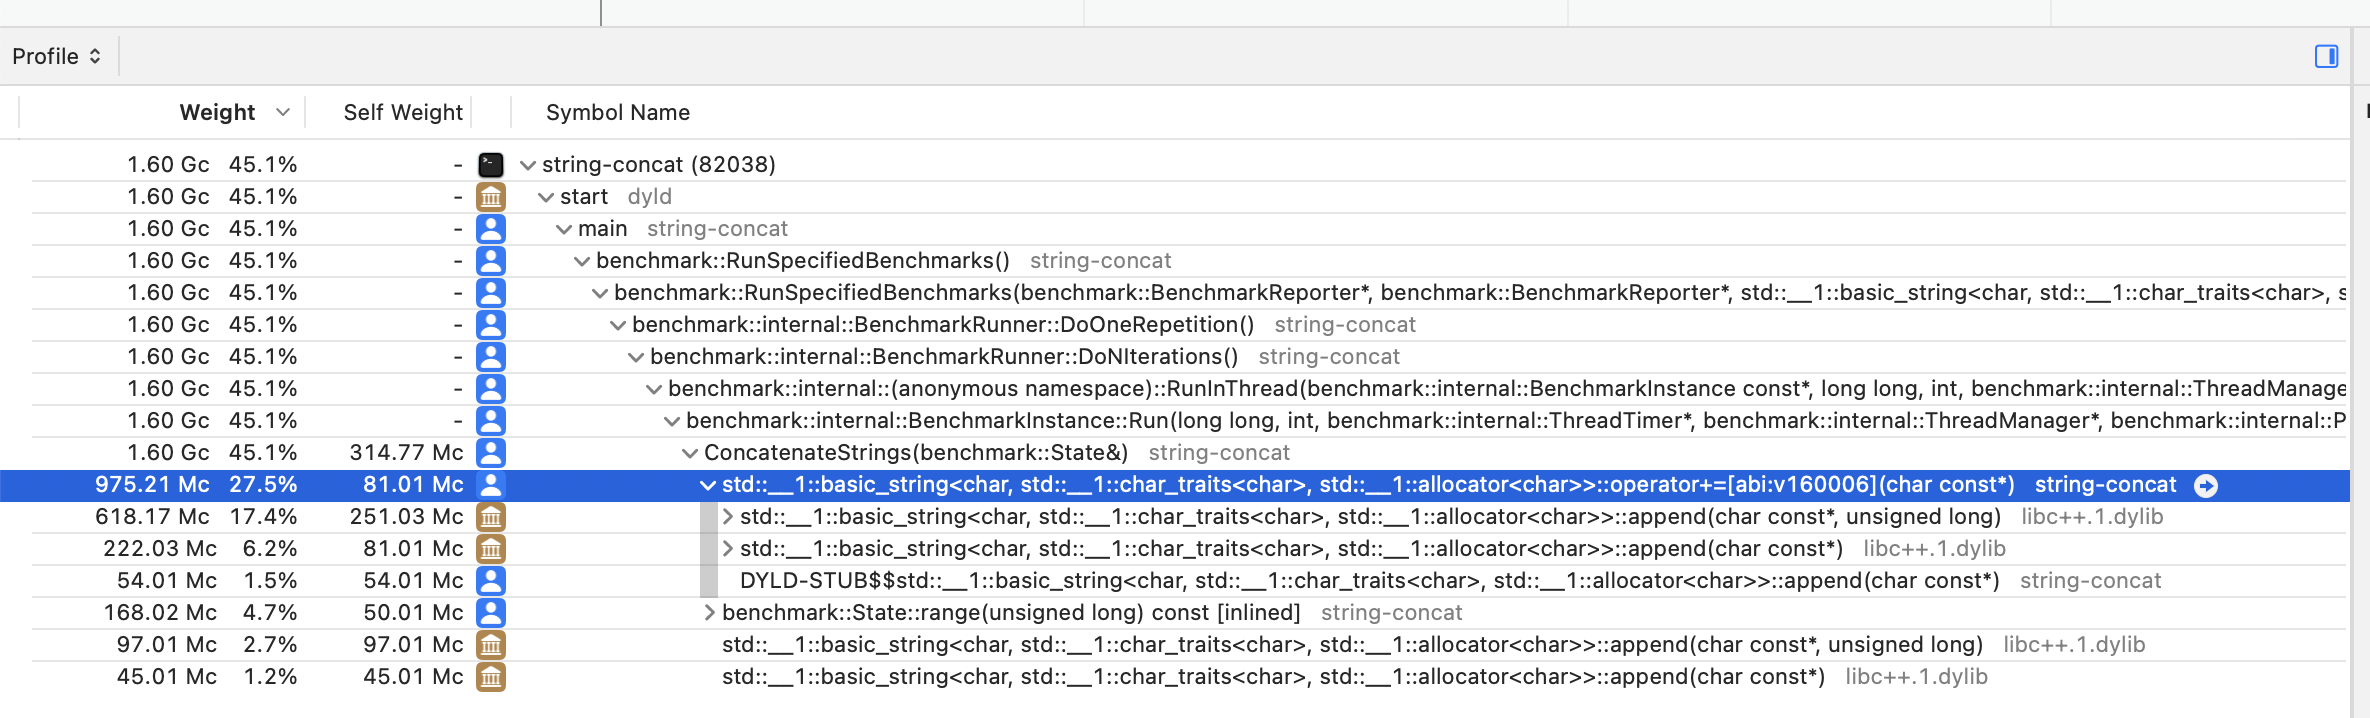 Profile
Weight Self Weight Symbol Name
1.60 Gc 45.1% - string-concat (82038)
1.60 Gc 45.1% - start dyld
1.60 Gc 45.1% - main string-concat
1.60 Gc 45.1% - benchmark::RunSpecifiedBenchmarks() string-concat
1.60 Gc 45.1% - benchmark::RunSpecifiedBenchmarks(benchmark::BenchmarkReporter*, benchmark::BenchmarkReporter*, std::__1::basic_string<char, std::__1::char_traits<char>, s
1.60 Gc 45.1% - benchmark::internal::BenchmarkRunner::DoOneRepetition() string-concat
1.60 Gc 45.1% - benchmark::internal::BenchmarkRunner::DoNIterations() string-concat
1.60 Gc 45.1% - benchmark::internal::(anonymous namespace)::RunInThread(benchmark::internal::BenchmarkInstance const*, long long, int, benchmark::internal::ThreadManage
1.60 Gc 45.1% - benchmark::internal::BenchmarkInstance::Run(long long, int, benchmark::internal::ThreadTimer*, benchmark::internal::ThreadManager*, benchmark::internal::P
1.60 Gc 45.1% 314.77 Mc ConcatenateStrings(benchmark::State&) string-concat
975.21 Mc 27.5% 81.01 Mc std::__1::basic_string<char, std::__1::char_traits<char>, std::__1::allocator<char>>::operator+=[abi:v160006](char const*) string-concat
618.17 Mc 17.4% 251.03 Mc std::__1::basic_string<char, std::__1::char_traits<char>, std::__1::allocator<char>>::append(char const*, unsigned long) libc++.1.dylib
222.03 Mc 6.2% 81.01 Mc std::__1::basic_string<char, std::__1::char_traits<char>, std::__1::allocator<char>>::append(char const*) libc++.1.dylib
54.01 Mc 1.5% 54.01 Mc DYLD-STUB$$std::__1::basic_string<char, std::__1::char_traits<char>, std::__1::allocator<char>>::append(char const*) string-concat
168.02 Mc 4.7% 50.01 Mc benchmark::State::range(unsigned long) const [inlined] string-concat
97.01 Mc 2.7% 97.01 Mc std::__1::basic_string<char, std::__1::char_traits<char>, std::__1::allocator<char>>::append(char const*, unsigned long) libc++.1.dylib
45.01 Mc 1.2% 45.01 Mc std::__1::basic_string<char, std::__1::char_traits<char>, std::__1::allocator<char>>::append(char const*) libc++.1.dylib